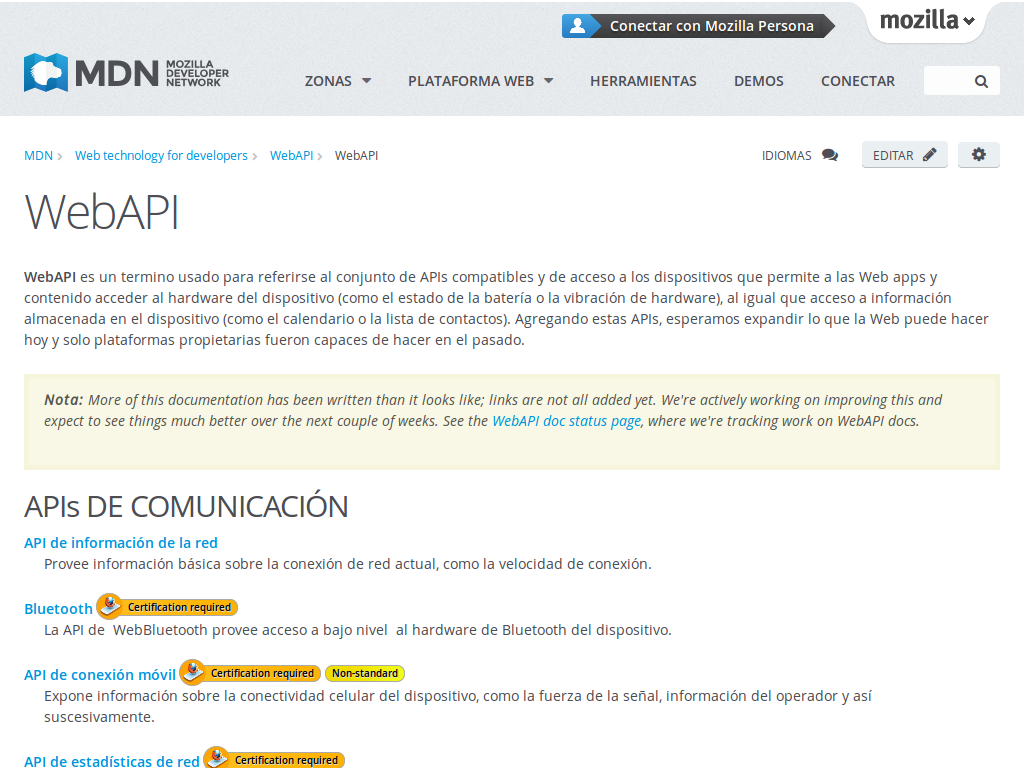 Conectar con Mozilla Persona
mozilla
MDN MOZILLA DEVELOPER NETWORK
ZONAS PLATAFORMA WEB HERRAMIENTAS DEMOS CONECTAR
MDN Web technology for developers WebAPI WebAPI
IDIOMAS EDITAR
WebAPI
WebAPI es un termino usado para referirse al conjunto de APIs compatibles y de acceso a los dispositivos que permite a las Web apps y
contenido acceder al hardware del dispositivo (como el estado de la batería o la vibración de hardware), al igual que acceso a información
almacenada en el dispositivo (como el calendario o la lista de contactos). Agregando estas APIs, esperamos expandir lo que la Web puede hacer
hoy y solo plataformas propietarias fueron capaces de hacer en el pasado.
Nota: More of this documentation has been written than it looks like; links are not all added yet. We're actively working on improving this and
expect to see things much better over the next couple of weeks. See the WebAPI doc status page, where we're tracking work on WebAPI docs.
APIs DE COMUNICACIÓN
API de información de la red
Provee información básica sobre la conexión de red actual, como la velocidad de conexión.
Bluetooth Certification required
La API de WebBluetooth provee acceso a bajo nivel al hardware de Bluetooth del dispositivo.
API de conexión móvil Certification required Non-standard
Expone información sobre la conectividad celular del dispositivo, como la fuerza de la señal, información del operador y así
suscesivamente.
API de estadísticas de red Certification required